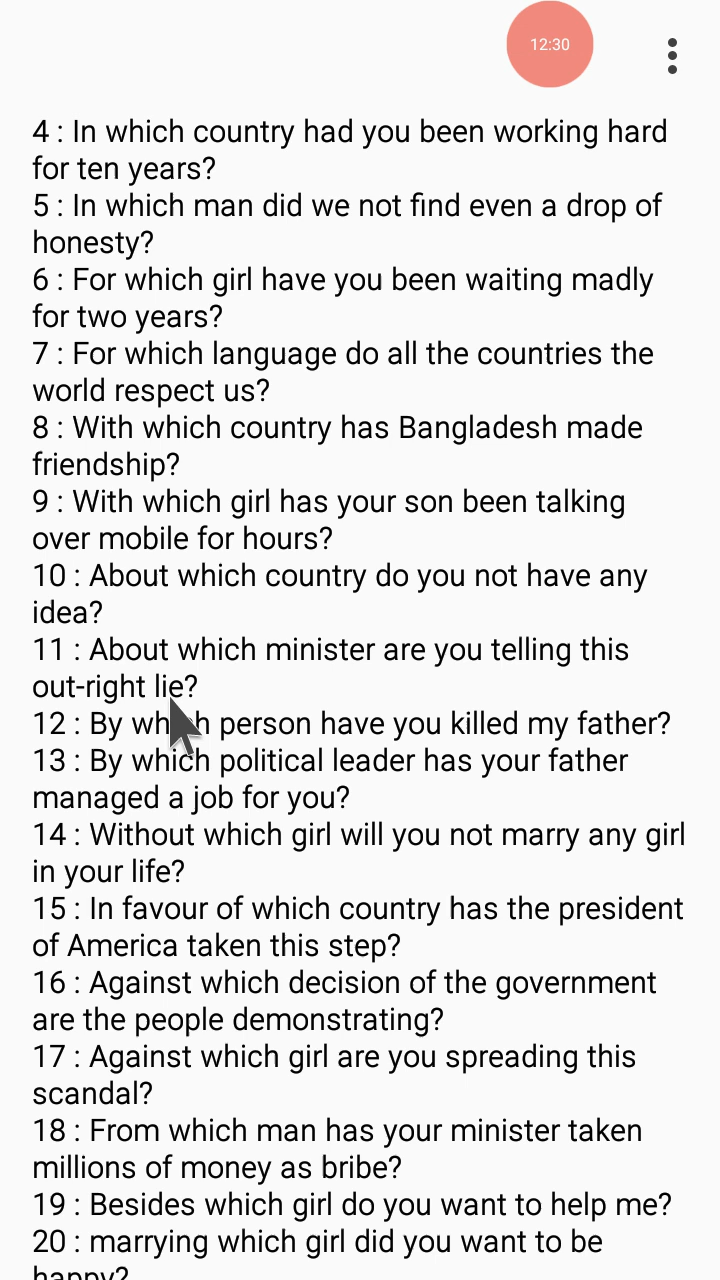 12:30
4 : In which country had you been working hard
for ten years?
5 : In which man did we not find even a drop of
honesty?
6 : For which girl have you been waiting madly
for two years?
7 : For which language do all the countries the
world respect us?
8 : With which country has Bangladesh made
friendship?
9 : With which girl has your son been talking
over mobile for hours?
10 : About which country do you not have any
idea?
11 : About which minister are you telling this
out-right lie?
12 : By which person have you killed my father?
13 : By which political leader has your father
managed a job for you?
14 : Without which girl will you not marry any girl
in your life?
15 : In favour of which country has the president
of America taken this step?
16 : Against which decision of the government
are the people demonstrating?
17 : Against which girl are you spreading this
scandal?
18 : From which man has your minister taken
millions of money as bribe?
19 : Besides which girl do you want to help me?
20 : marrying which girl did you want to be
happy?